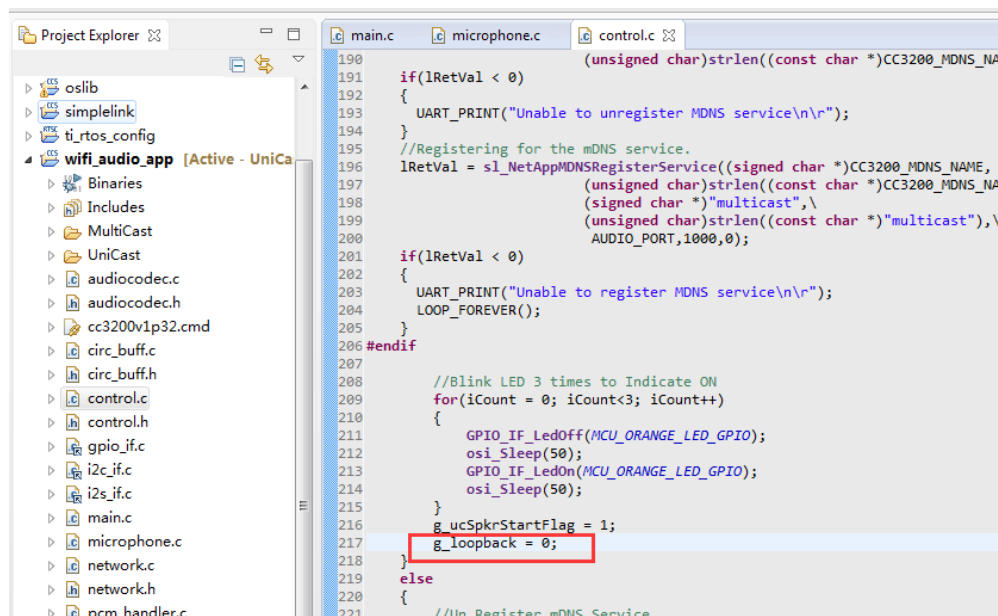 Project Explorer
oslib
simplelink
ti_rtos_config
wifi_audio_app [Active - UniCa
Binaries
Includes
MultiCast
UniCast
audiocodec.c
audiocodec.h
cc3200v1p32.cmd
circ_buff.c
circ_buff.h
control.c
control.h
gpio_if.c
i2c_if.c
i2s_if.c
main.c
microphone.c
network.c
network.h
pcm_handler.c
main.c microphone.c control.c
190 (unsigned char)strlen((const char *)CC3200_MDNS_NA
191 if(lRetVal < 0)
192 {
193 UART_PRINT("Unable to unregister MDNS service\n\r");
194 }
195 //Registering for the mDNS service.
196 lRetVal = sl_NetAppMDNSRegisterService((signed char *)CC3200_MDNS_NAME,
197 (unsigned char)strlen((const char *)CC3200_MDNS_NA
198 (signed char *)"multicast",\
199 (unsigned char)strlen((const char *)"multicast"),\
200 AUDIO_PORT,1000,0);
201 if(lRetVal < 0)
202 {
203 UART_PRINT("Unable to register MDNS service\n\r");
204 LOOP_FOREVER();
205 }
206 #endif
207
208 //Blink LED 3 times to Indicate ON
209 for(iCount = 0; iCount<3; iCount++)
210 {
211 GPIO_IF_LedOff(MCU_ORANGE_LED_GPIO);
212 osi_Sleep(50);
213 GPIO_IF_LedOn(MCU_ORANGE_LED_GPIO);
214 osi_Sleep(50);
215 }
216 g_ucSpkrStartFlag = 1;
217 g_loopback = 0;
218 }
219 else
220 {
221 //Un Register mDNS Service